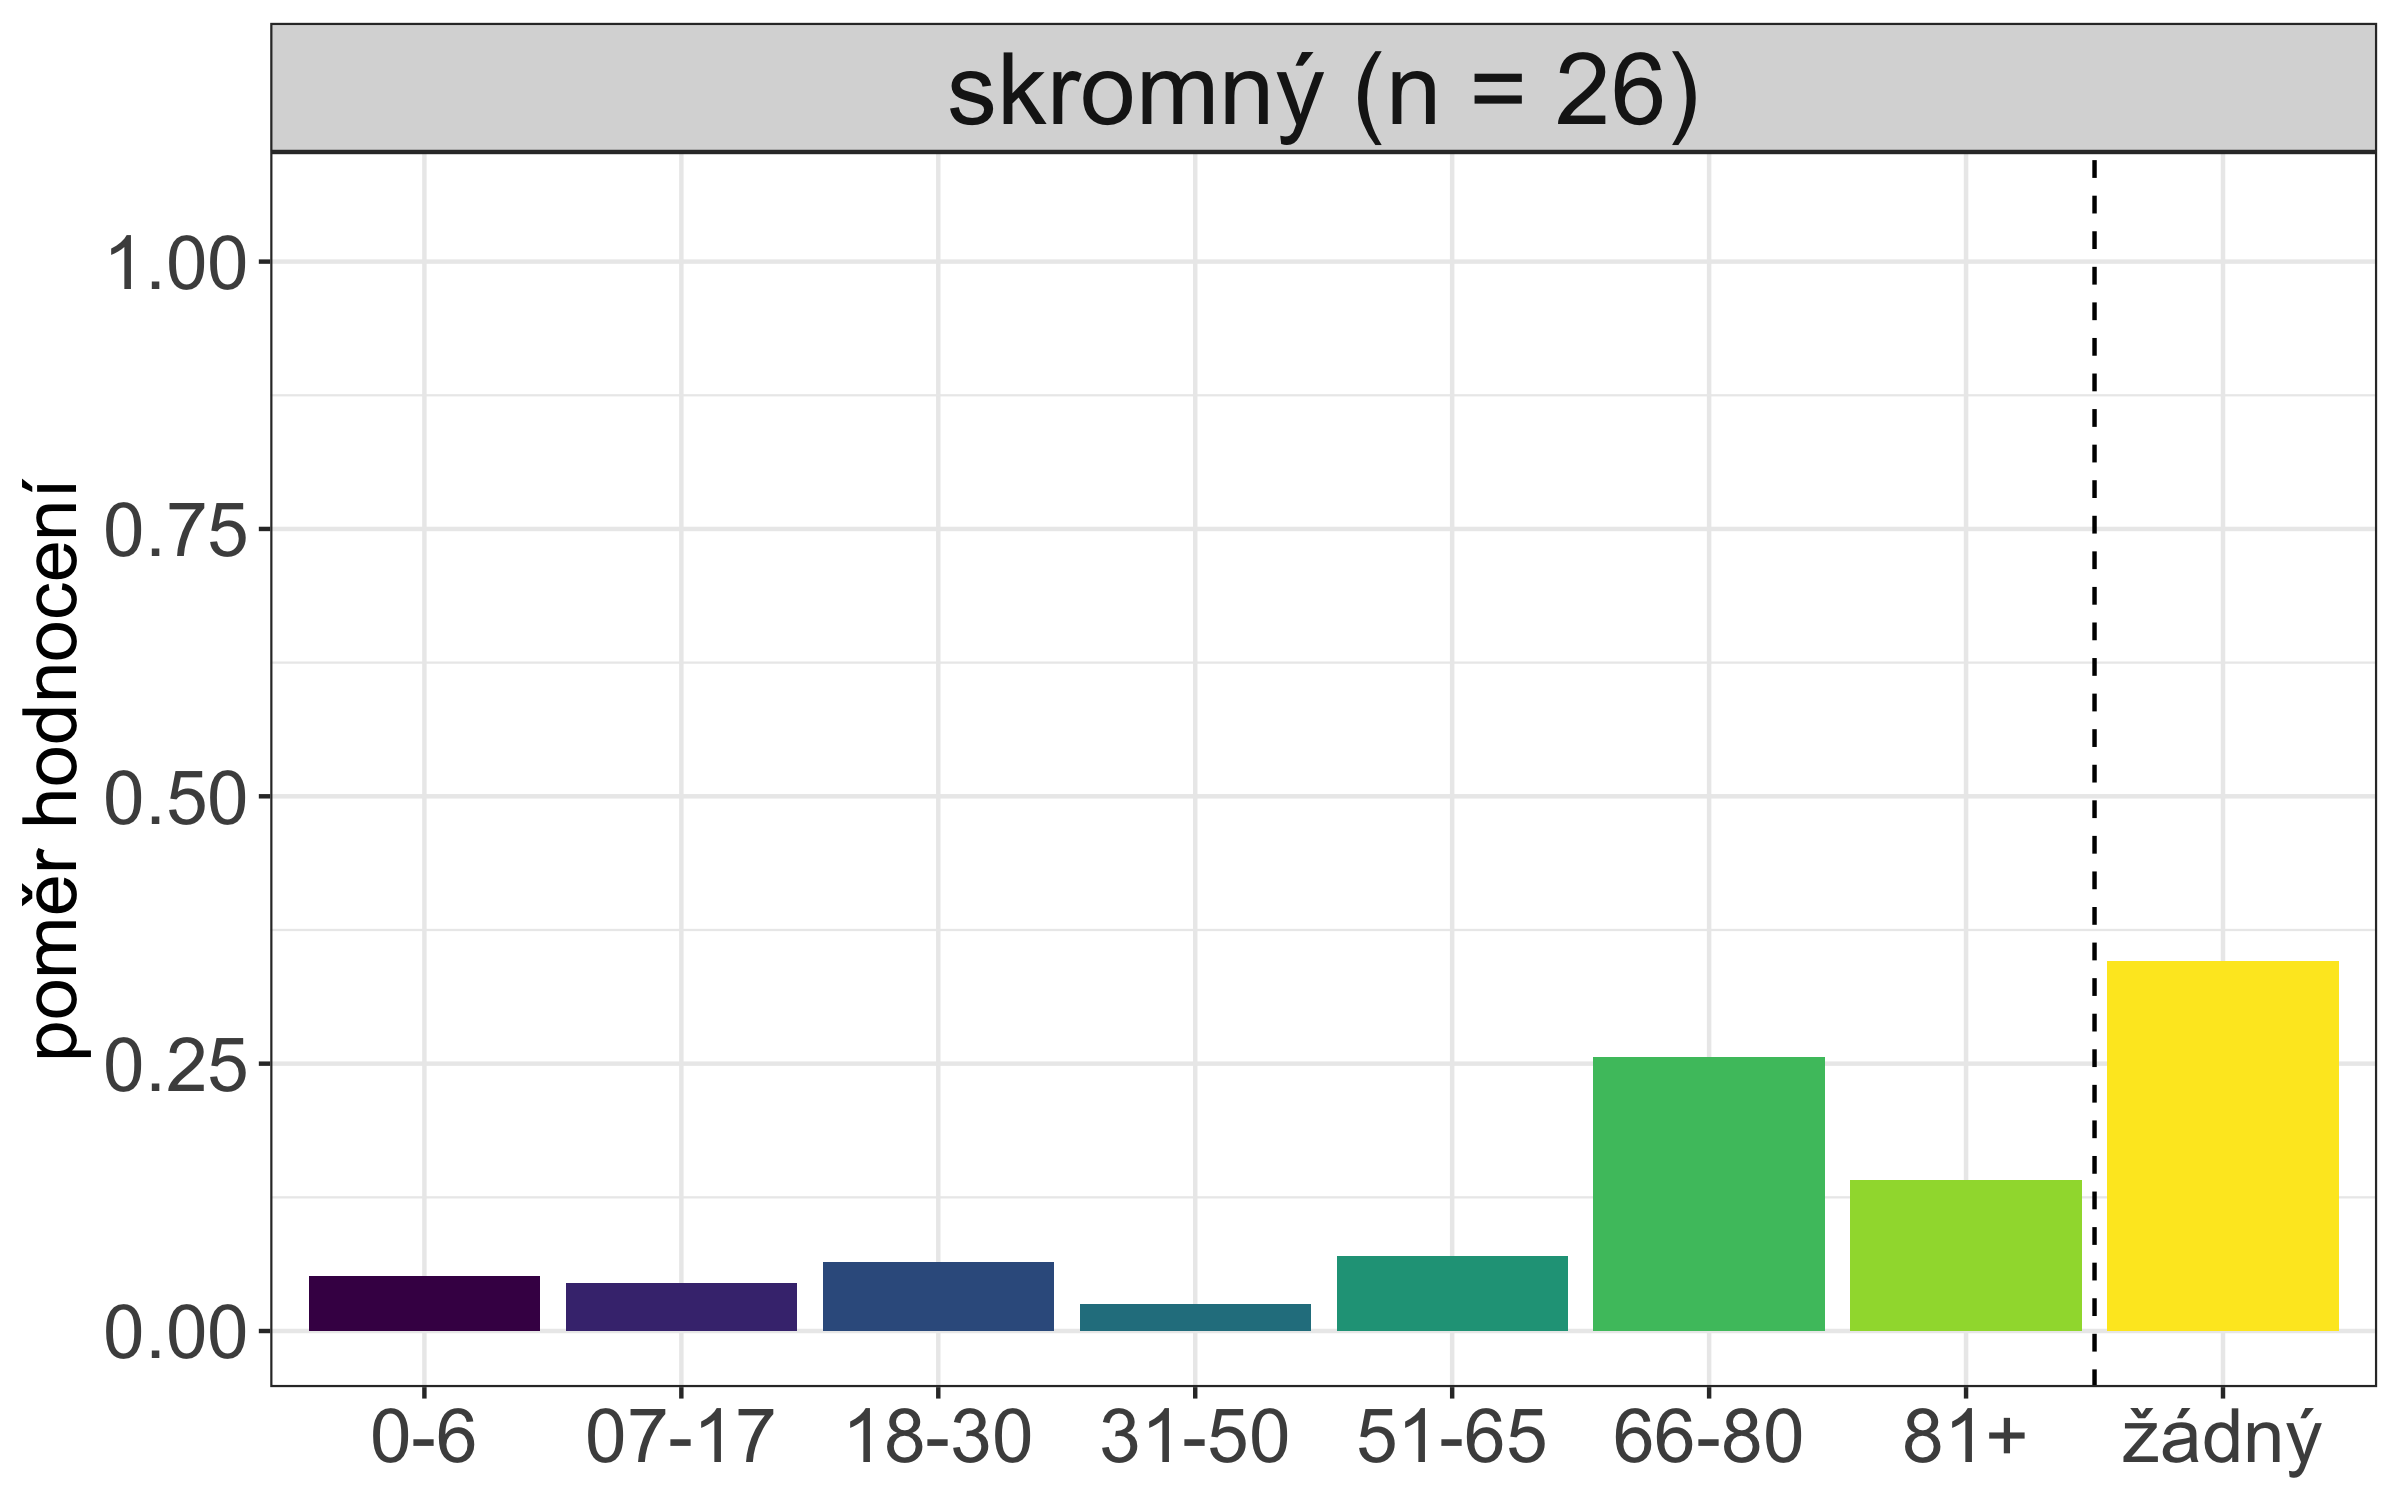 skromný (n = 26)
poměr hodnocení
1.00
0.75
0.50
0.25
0.00
0-6 07-17 18-30 31-50 51-65 66-80 81+ žádný